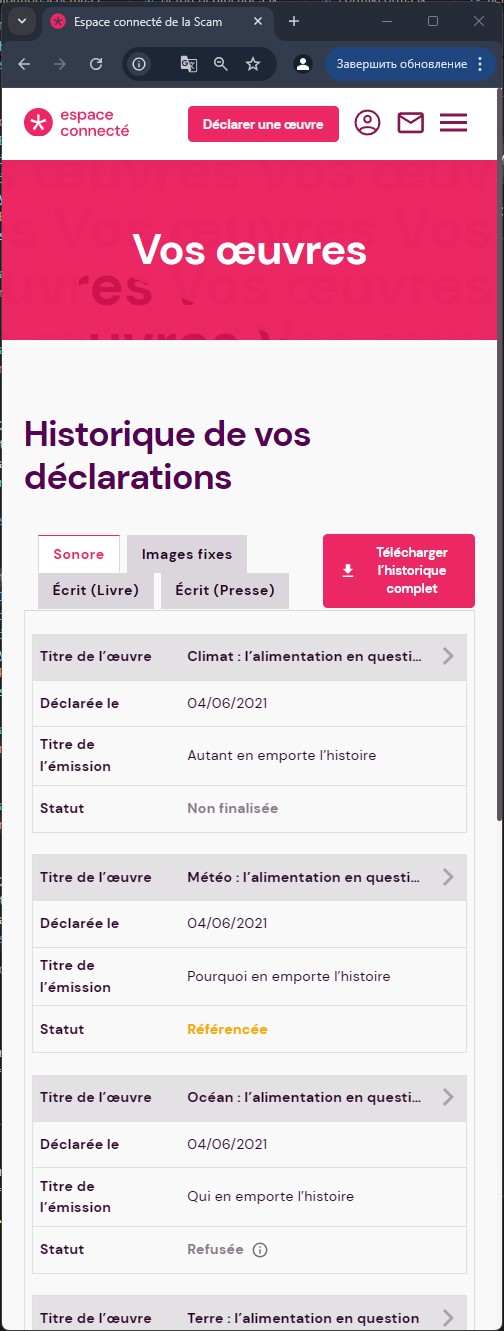 Espace connecté de la Scam
Завершить обновление
espace
connecté
Déclarer une œuvre
Vos œuvres
Historique de vos
déclarations
Sonore
Images fixes
Écrit (Livre)
Écrit (Presse)
Télécharger
l’historique
complet
Titre de l’œuvre Climat : l’alimentation en questi...
Déclarée le 04/06/2021
Titre de
l’émission
Autant en emporte l’histoire
Statut Non finalisée
Titre de l’œuvre Météo : l’alimentation en questi...
Déclarée le 04/06/2021
Titre de
l’émission
Pourquoi en emporte l’histoire
Statut Référencée
Titre de l’œuvre Océan : l’alimentation en questi...
Déclarée le 04/06/2021
Titre de
l’émission
Qui en emporte l’histoire
Statut Refusée
Titre de l’œuvre Terre : l’alimentation en question